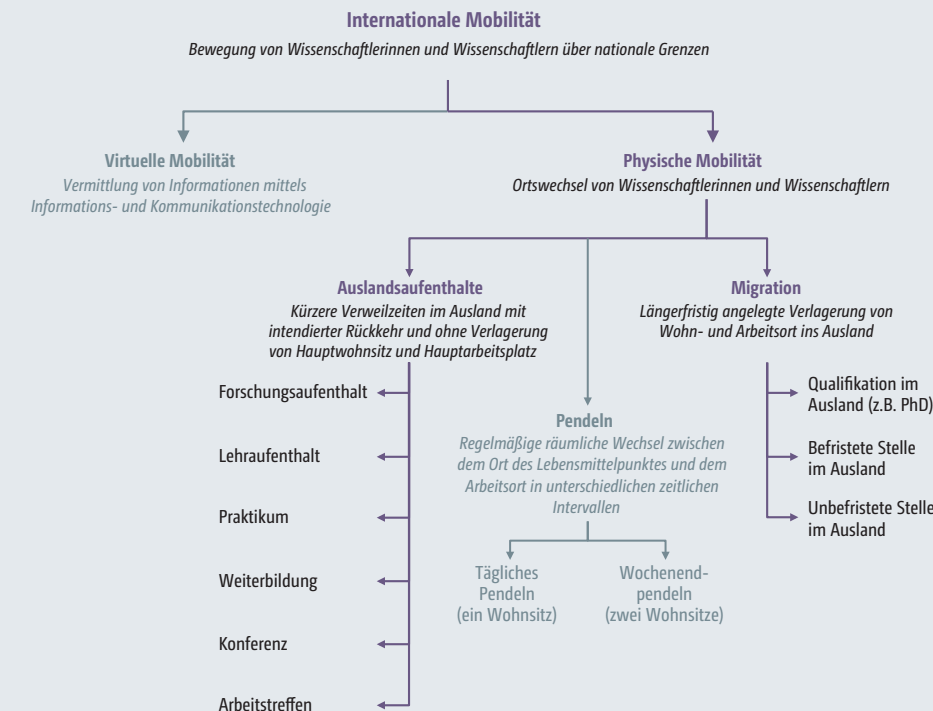 Internationale Mobilität
Bewegung von Wissenschaftlerinnen und Wissenschaftlern über nationale Grenzen
Virtuelle Mobilität
Vermittlung von Informationen mittels
Informations- und Kommunikationstechnologie
Physische Mobilität
Ortswechsel von Wissenschaftlerinnen und Wissenschaftlern
Auslandsaufenthalte
Kürzere Verweilzeiten im Ausland mit
intendierter Rückkehr und ohne Verlagerung
von Hauptwohnsitz und Hauptarbeitsplatz
Forschungsaufenthalt
Lehraufenthalt
Praktikum
Weiterbildung
Konferenz
Arbeitstreffen
Pendeln
Regelmäßige räumliche Wechsel zwischen
dem Ort des Lebensmittelpunktes und dem
Arbeitsort in unterschiedlichen zeitlichen
Intervallen
Tägliches
Pendeln
(ein Wohnsitz)
Wochenend-
pendeln
(zwei Wohnsitze)
Migration
Längerfristig angelegte Verlagerung von
Wohn- und Arbeitsort ins Ausland
Qualifikation im
Ausland (z.B. PhD)
Befristete Stelle
im Ausland
Unbefristete Stelle
im Ausland